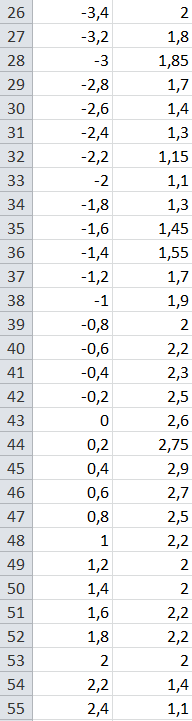 26 -3,4 2
27 -3,2 1,8
28 -3 1,85
29 -2,8 1,7
30 -2,6 1,4
31 -2,4 1,3
32 -2,2 1,15
33 -2 1,1
34 -1,8 1,3
35 -1,6 1,45
36 -1,4 1,55
37 -1,2 1,7
38 -1 1,9
39 -0,8 2
40 -0,6 2,2
41 -0,4 2,3
42 -0,2 2,5
43 0 2,6
44 0,2 2,75
45 0,4 2,9
46 0,6 2,7
47 0,8 2,5
48 1 2,2
49 1,2 2
50 1,4 2
51 1,6 2,2
52 1,8 2,2
53 2 2
54 2,2 1,4
55 2,4 1,1